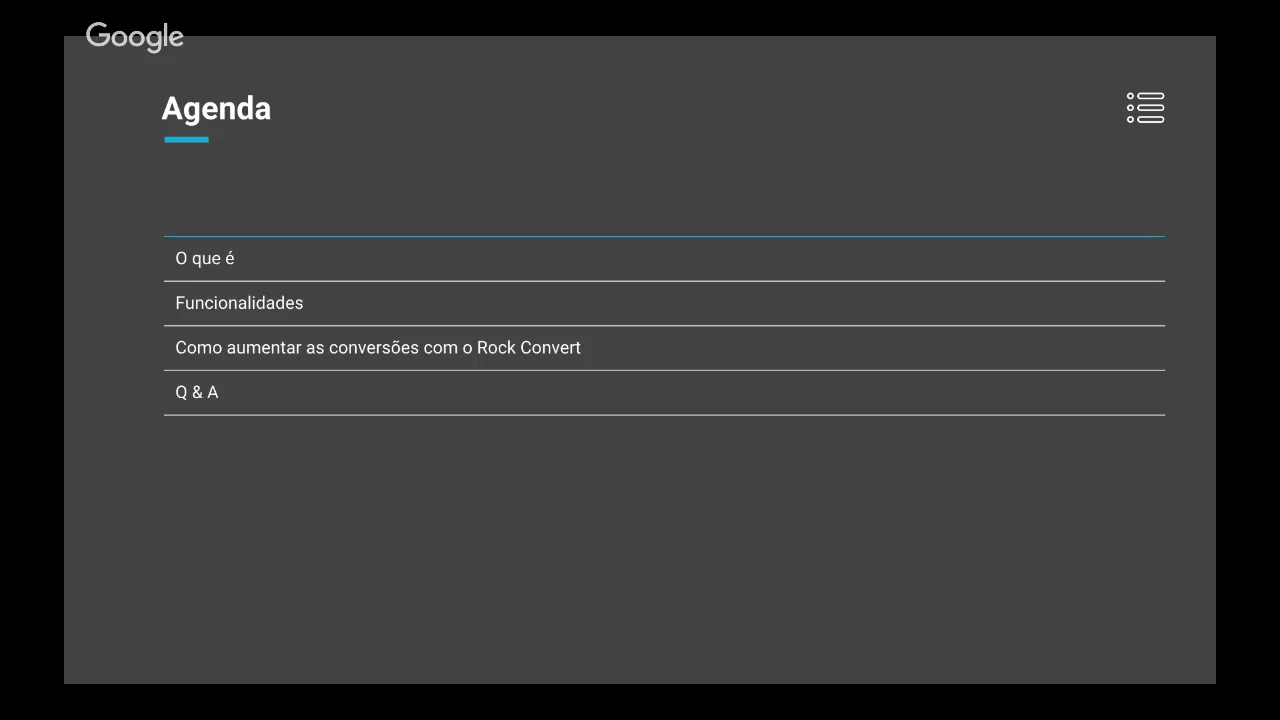 Google
Agenda
O que é
Funcionalidades
Como aumentar as conversões com o Rock Convert
Q & A